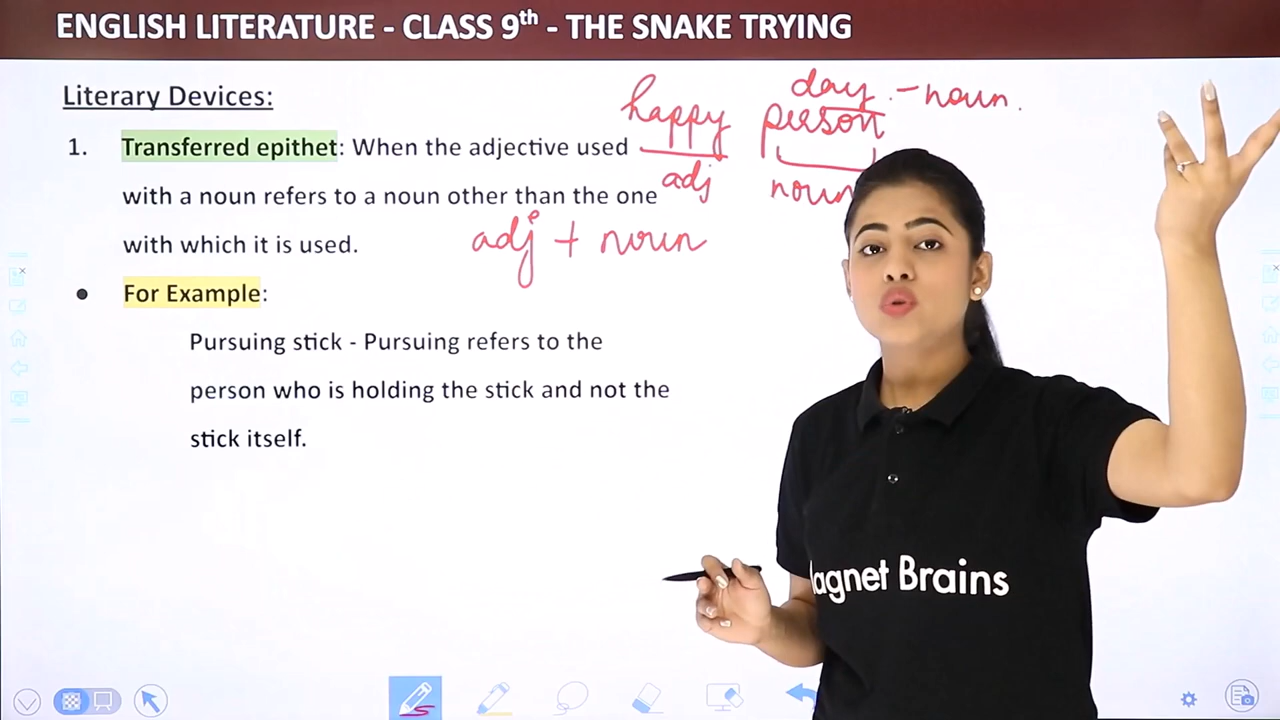 ENGLISH LITERATURE - CLASS 9th - THE SNAKE TRYING
Literary Devices:
day. - noun.
happy person
1. Transferred epithet: When the adjective used
adj noun
with a noun refers to a noun other than the one
with which it is used.
adje + noun
● For Example:
Pursuing stick - Pursuing refers to the
person who is holding the stick and not the
stick itself.
agnet Brains